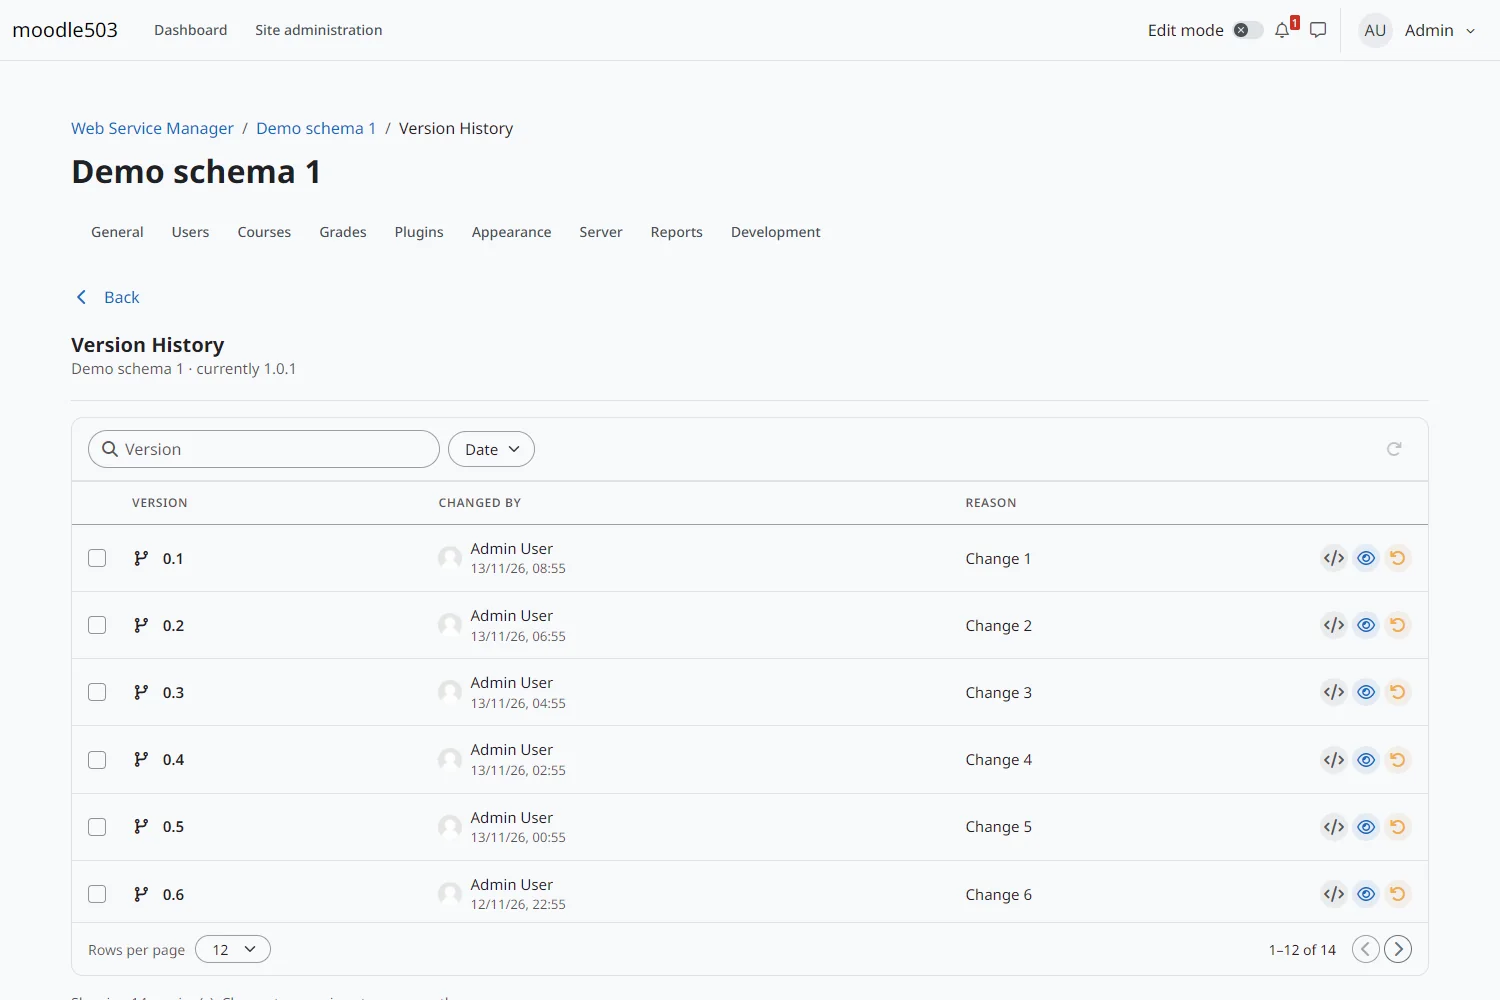 moodle503 Dashboard Site administration Edit mode 1 AU Admin
Web Service Manager / Demo schema 1 / Version History
Demo schema 1
General Users Courses Grades Plugins Appearance Server Reports Development
Back
Version History
Demo schema 1 · currently 1.0.1
Version Date
VERSION CHANGED BY REASON
0.1 Admin User Change 1
13/11/26, 08:55
0.2 Admin User Change 2
13/11/26, 06:55
0.3 Admin User Change 3
13/11/26, 04:55
0.4 Admin User Change 4
13/11/26, 02:55
0.5 Admin User Change 5
13/11/26, 00:55
0.6 Admin User Change 6
12/11/26, 22:55
Rows per page 12 1–12 of 14